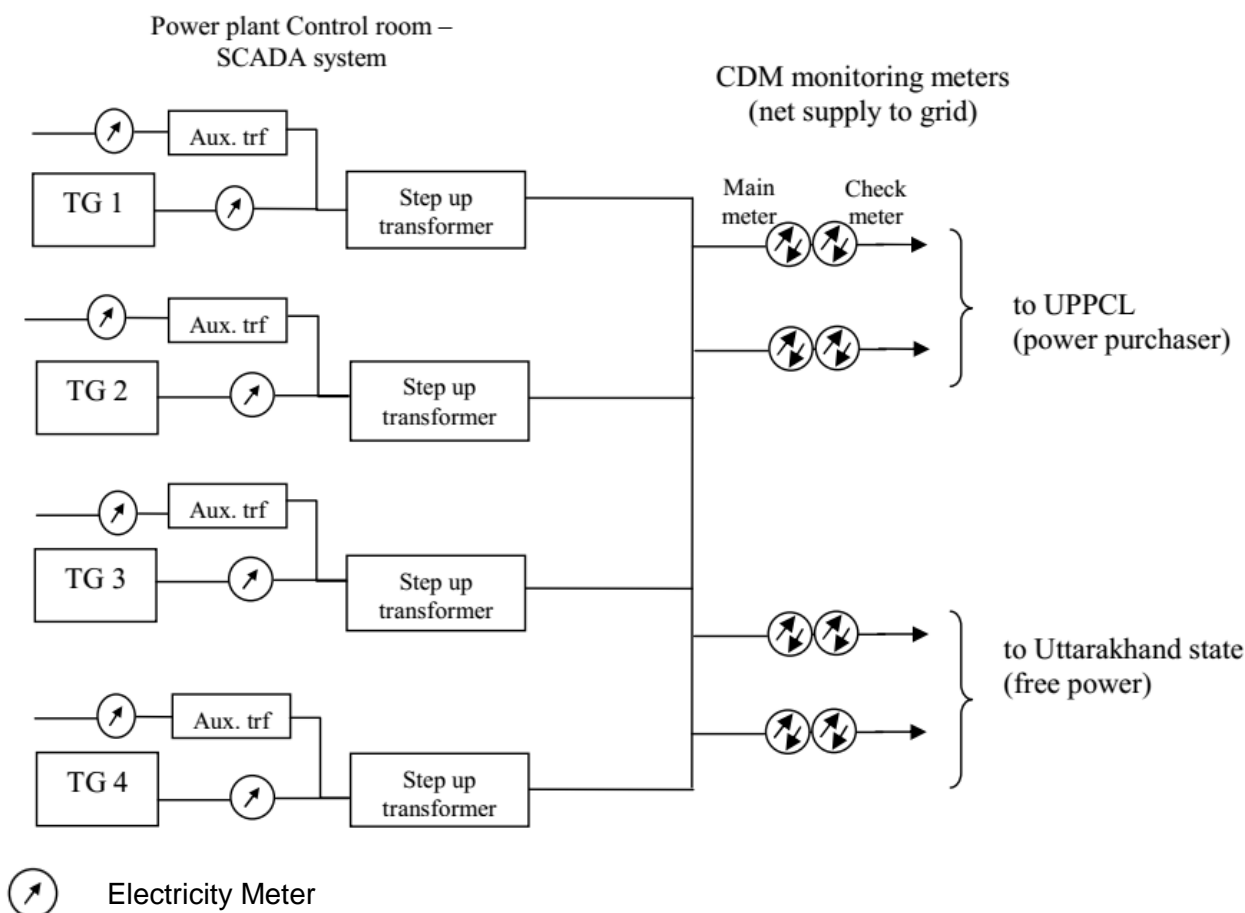 Power plant Control room –
SCADA system
CDM monitoring meters
(net supply to grid)
Aux. trf
TG 1
Step up
transformer
Main
meter
Check
meter
to UPPCL
(power purchaser)
Aux. trf
TG 2
Step up
transformer
Aux. trf
TG 3
Step up
transformer
to Uttarakhand state
(free power)
Aux. trf
TG 4
Step up
transformer
Electricity Meter